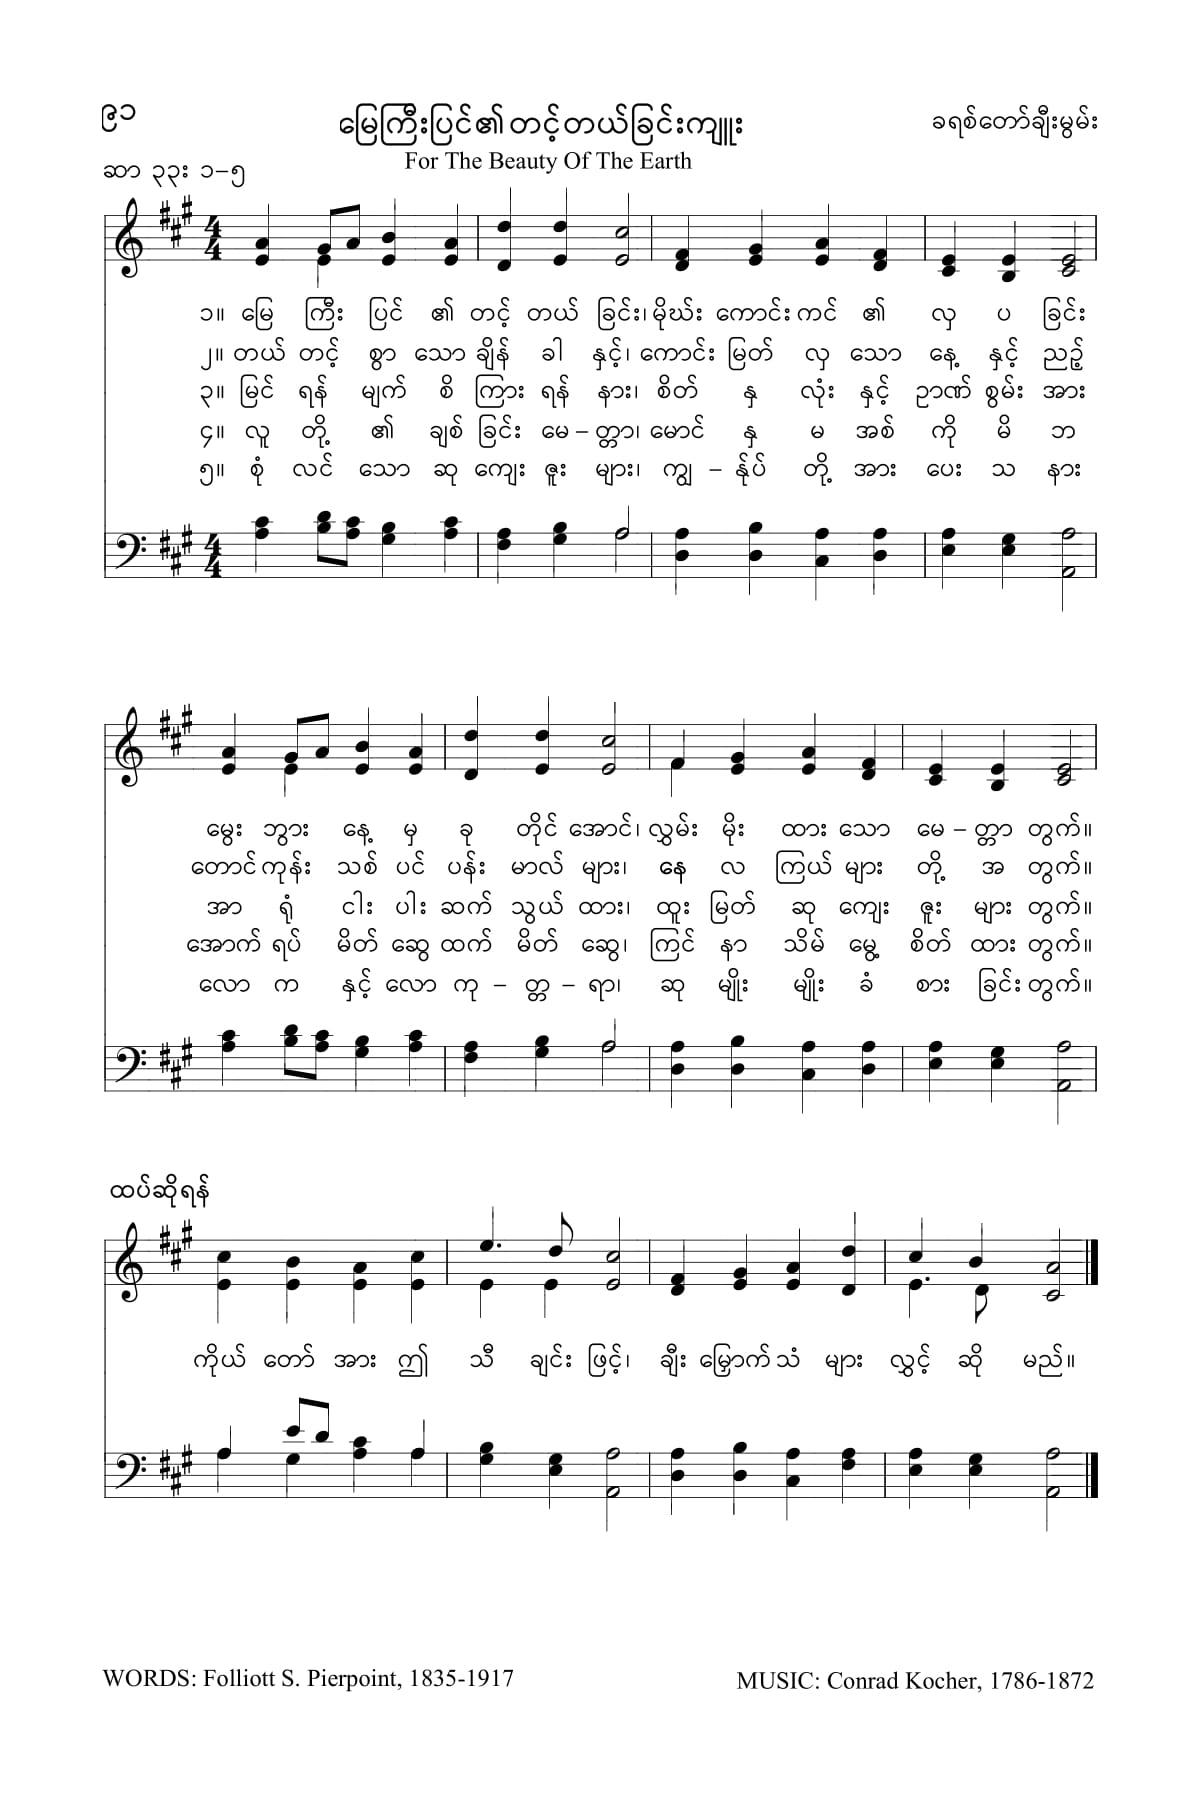 ၉၁
မြေကြီးပြင်၏တင့်တယ်ခြင်းကျူး
ခရစ်တော်ချီးမွမ်း
For The Beauty Of The Earth
ဆာ ၃၃း ၁–၅
၁။ မြေ ကြီး ပြင် ၏ တင့် တယ် ခြင်း၊ မိုဃ်း ကောင်း ကင် ၏ လှ ပ ခြင်း
၂။ တယ် တင့် စွာ သော ချိန် ခါ နှင့်၊ ကောင်း မြတ် လှ သော နေ့ နှင့် ညဉ့်
၃။ မြင် ရန် မျက် စိ ကြား ရန် နား၊ စိတ် နှ လုံး နှင့် ဉာဏ် စွမ်း အား
၄။ လူ တို့ ၏ ချစ် ခြင်း မေ – တ္တာ၊ မောင် နှ မ အစ် ကို မိ ဘ
၅။ စုံ လင် သော ဆု ကျေး ဇူး များ၊ ကျွ – န်ုပ် တို့ အား ပေး သ နား
မွေး ဘွား နေ့ မှ ခု တိုင် အောင်၊ လွှမ်း မိုး ထား သော မေ – တ္တာ တွက်။
တောင် ကုန်း သစ် ပင် ပန်း မာလ် များ၊ နေ လ ကြယ် များ တို့ အ တွက်။
အာ ရုံ ငါး ပါး ဆက် သွယ် ထား၊ ထူး မြတ် ဆု ကျေး ဇူး များ တွက်။
အောက် ရပ် မိတ် ဆွေ ထက် မိတ် ဆွေ၊ ကြင် နာ သိမ် မွေ့ စိတ် ထား တွက်။
လော က နှင့် လော ကု – တ္တ – ရာ၊ ဆု မျိုး မျိုး ခံ စား ခြင်း တွက်။
ထပ်ဆိုရန်
ကိုယ် တော် အား ဤ သီ ချင်း ဖြင့်၊ ချီး မြှောက် သံ များ လွှင့် ဆို မည်။
WORDS: Folliott S. Pierpoint, 1835-1917
MUSIC: Conrad Kocher, 1786-1872